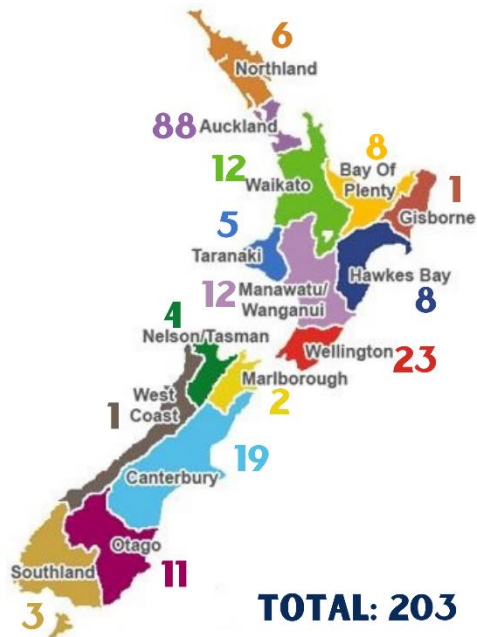 6
Northland
88 Auckland
12
Waikato
8
Bay Of
Plenty
1
Gisborne
5
Taranaki
Hawkes Bay
8
12
Manawatu/
Wanganui
4
Nelson/Tasman
Wellington
23
Marlborough
2
West
Coast
1
19
Canterbury
Otago
11
Southland
3
TOTAL: 203